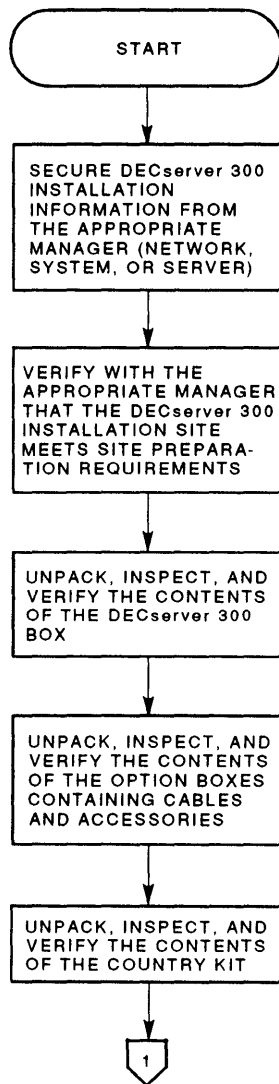 START
SECURE DECserver 300
INSTALLATION
INFORMATION FROM
THE APPROPRIATE
MANAGER (NETWORK,
SYSTEM, OR SERVER)
VERIFY WITH THE
APPROPRIATE MANAGER
THAT THE DECserver 300
INSTALLATION SITE
MEETS SITE PREPARA-
TION REQUIREMENTS
UNPACK, INSPECT, AND
VERIFY THE CONTENTS
OF THE DECserver 300
BOX
UNPACK, INSPECT, AND
VERIFY THE CONTENTS
OF THE OPTION BOXES
CONTAINING CABLES
AND ACCESSORIES
UNPACK, INSPECT, AND
VERIFY THE CONTENTS
OF THE COUNTRY KIT
1